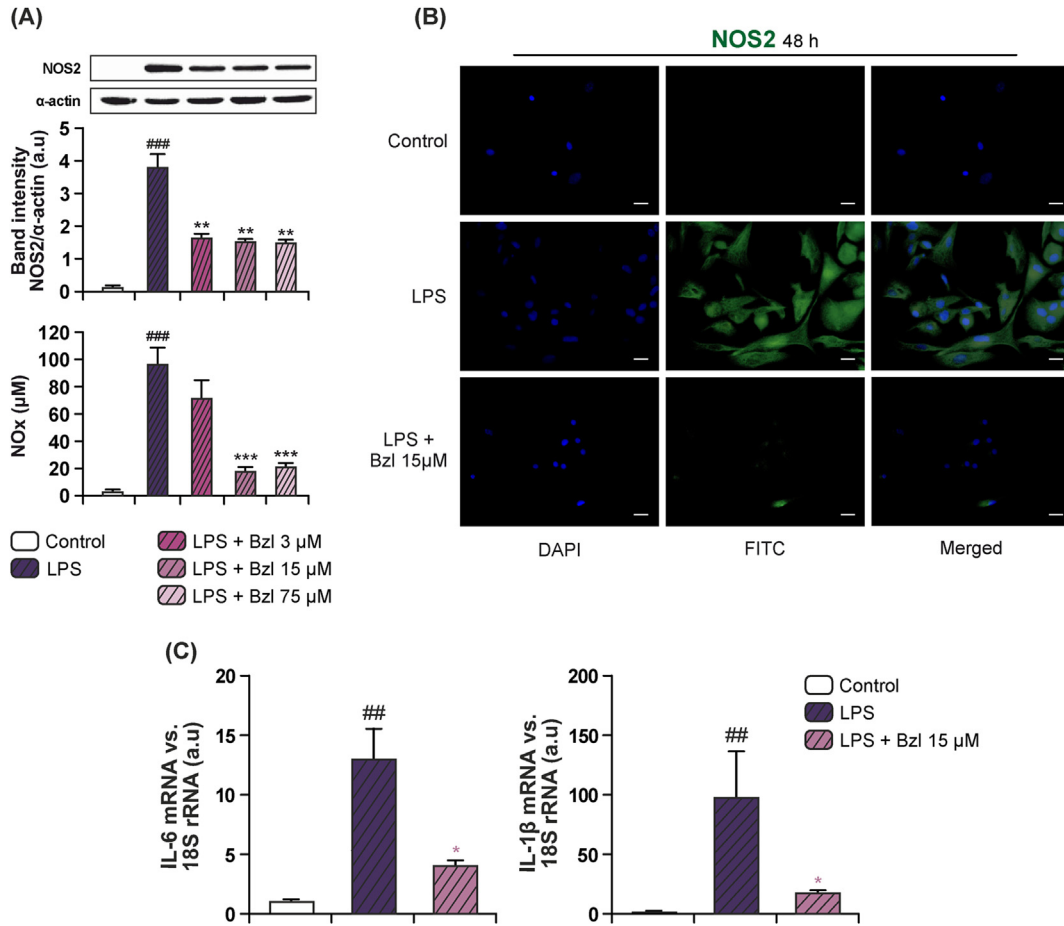 (A)
NOS2
α-actin
Band intensity
NOS2/α-actin (a.u)
5
4
3
2
1
0
###
**
**
**
NOx (µM)
120
100
80
60
40
20
0
###
***
***
Control
LPS
LPS + Bzl 3 µM
LPS + Bzl 15 µM
LPS + Bzl 75 µM
(B)
NOS2 48 h
Control
LPS
LPS +
Bzl 15µM
DAPI
FITC
Merged
(C)
IL-6 mRNA vs.
18S rRNA (a.u)
20
15
10
5
0
##
*
IL-1β mRNA vs.
18S rRNA (a.u)
200
150
100
50
0
##
*
Control
LPS
LPS + Bzl 15 µM